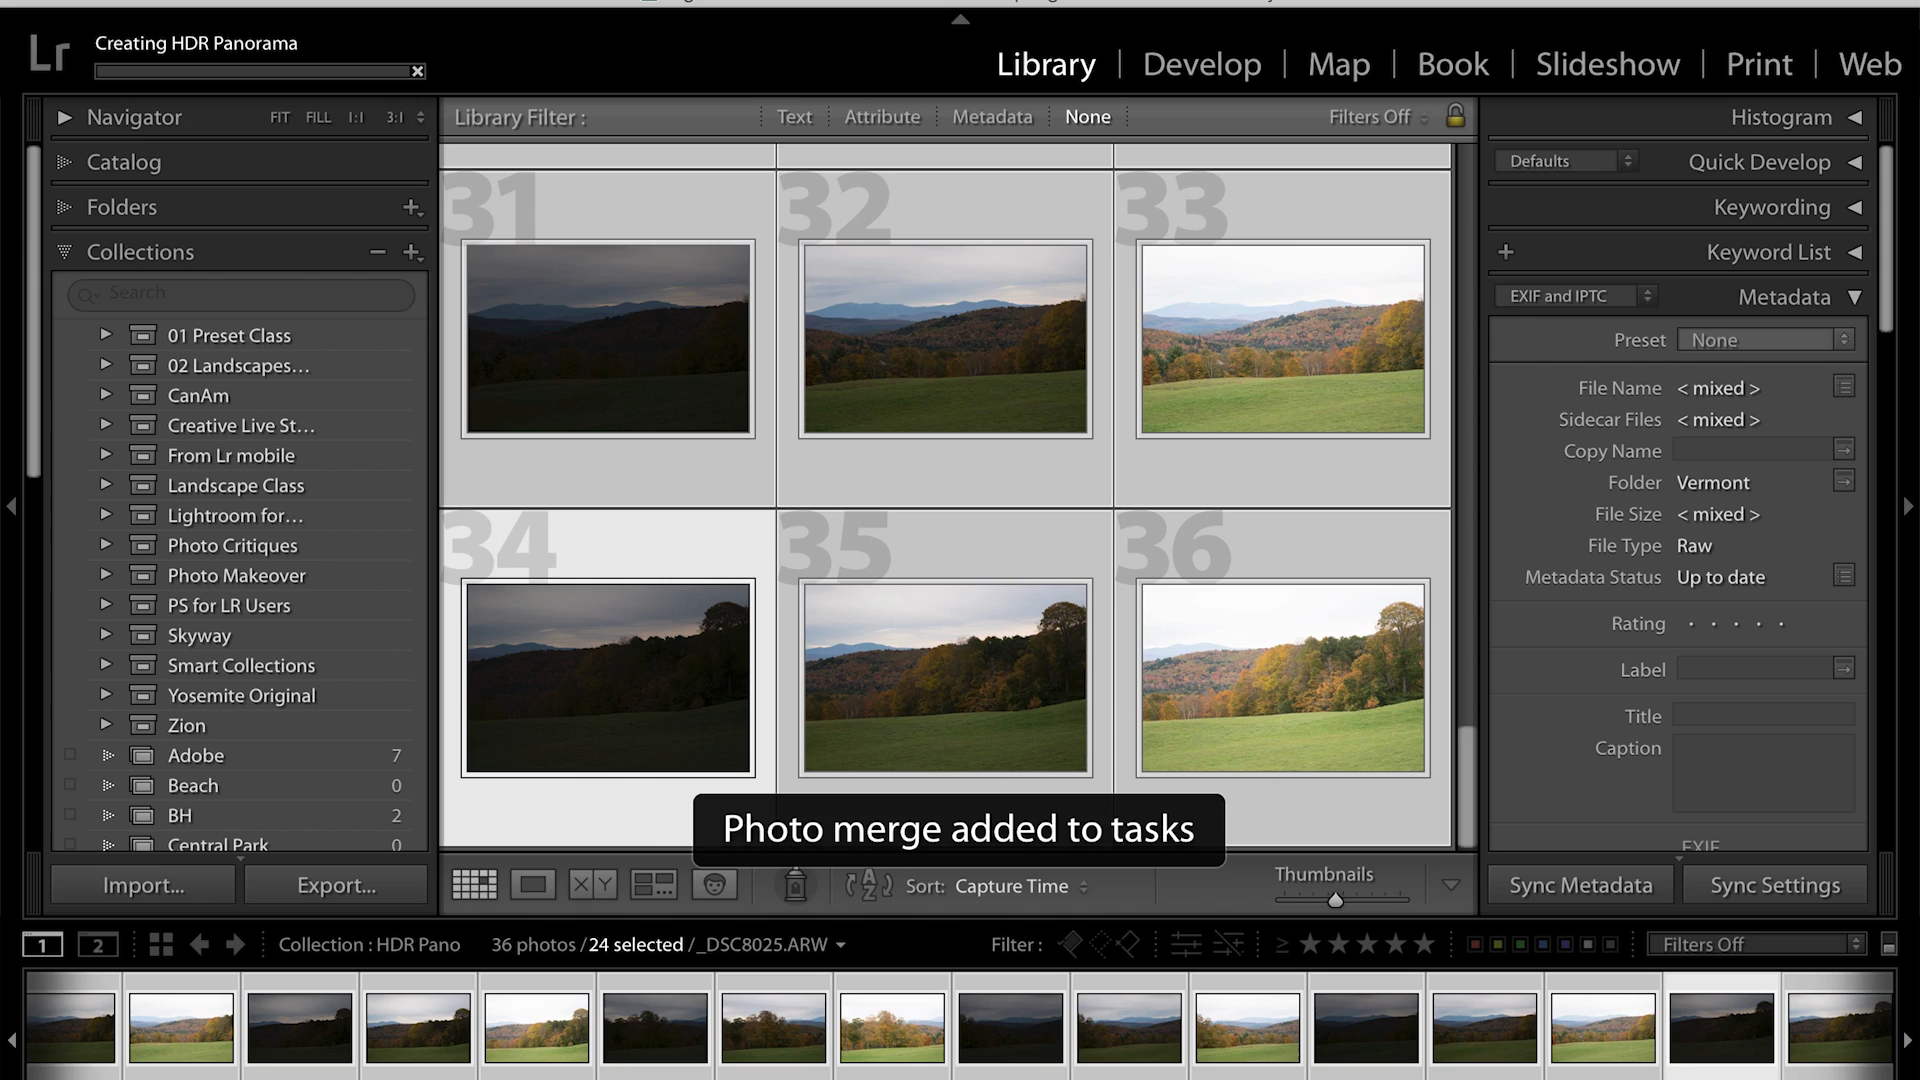 Lr
Creating HDR Panorama
Library | Develop | Map | Book | Slideshow | Print | Web
Navigator FIT FILL 1:1 3:1
Catalog
Folders
Collections
Search
01 Preset Class
02 Landscapes...
CanAm
Creative Live St...
From Lr mobile
Landscape Class
Lightroom for...
Photo Critiques
Photo Makeover
PS for LR Users
Skyway
Smart Collections
Yosemite Original
Zion
Adobe 7
Beach 0
BH 2
Central Park 0
Import...
Export...
Library Filter : Text Attribute Metadata None Filters Off
31 32 33
34 35 36
Photo merge added to tasks
XY
Sort: Capture Time
Thumbnails
Histogram
Defaults Quick Develop
Keywording
Keyword List
EXIF and IPTC Metadata
Preset None
File Name < mixed >
Sidecar Files < mixed >
Copy Name
Folder Vermont
File Size < mixed >
File Type Raw
Metadata Status Up to date
Rating
Label
Title
Caption
EXIF
Sync Metadata
Sync Settings
1 2 Collection : HDR Pano 36 photos / 24 selected / _DSC8025.ARW Filter : ≥ Filters Off